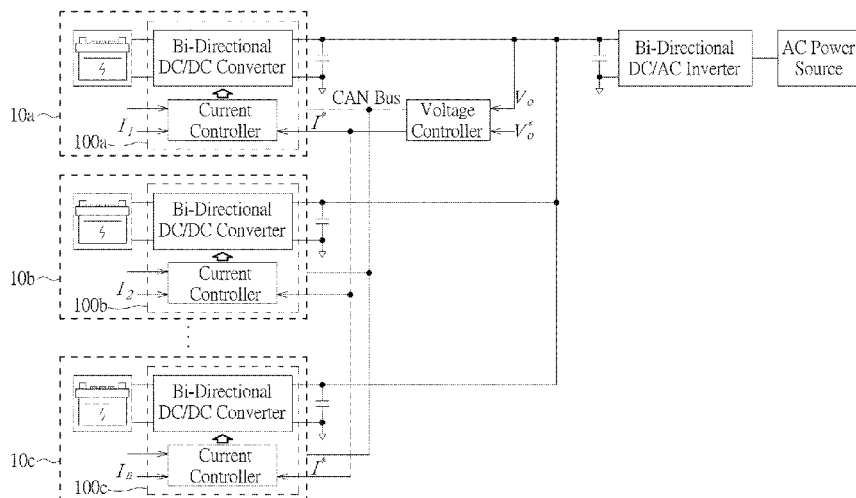 Bi-Directional
DC/DC Converter
Bi-Directional
DC/AC Inverter
AC Power
Source
10a
I1
Current
Controller
100a
I*
CAN Bus
Voltage
Controller
Vo
Vo*
Bi-Directional
DC/DC Converter
10b
I2
Current
Controller
100b
Bi-Directional
DC/DC Converter
10c
In
Current
Controller
100c
I*